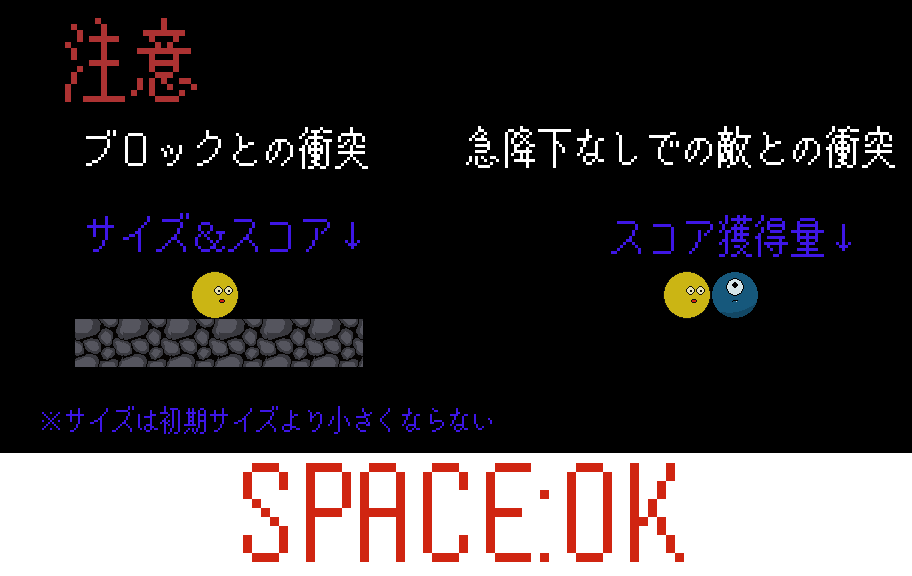 注意
ブロックとの衝突
急降下なしでの敵との衝突
サイズ&スコア↓
スコア獲得量↓
※サイズは初期サイズより小さくならない
SPACE:OK